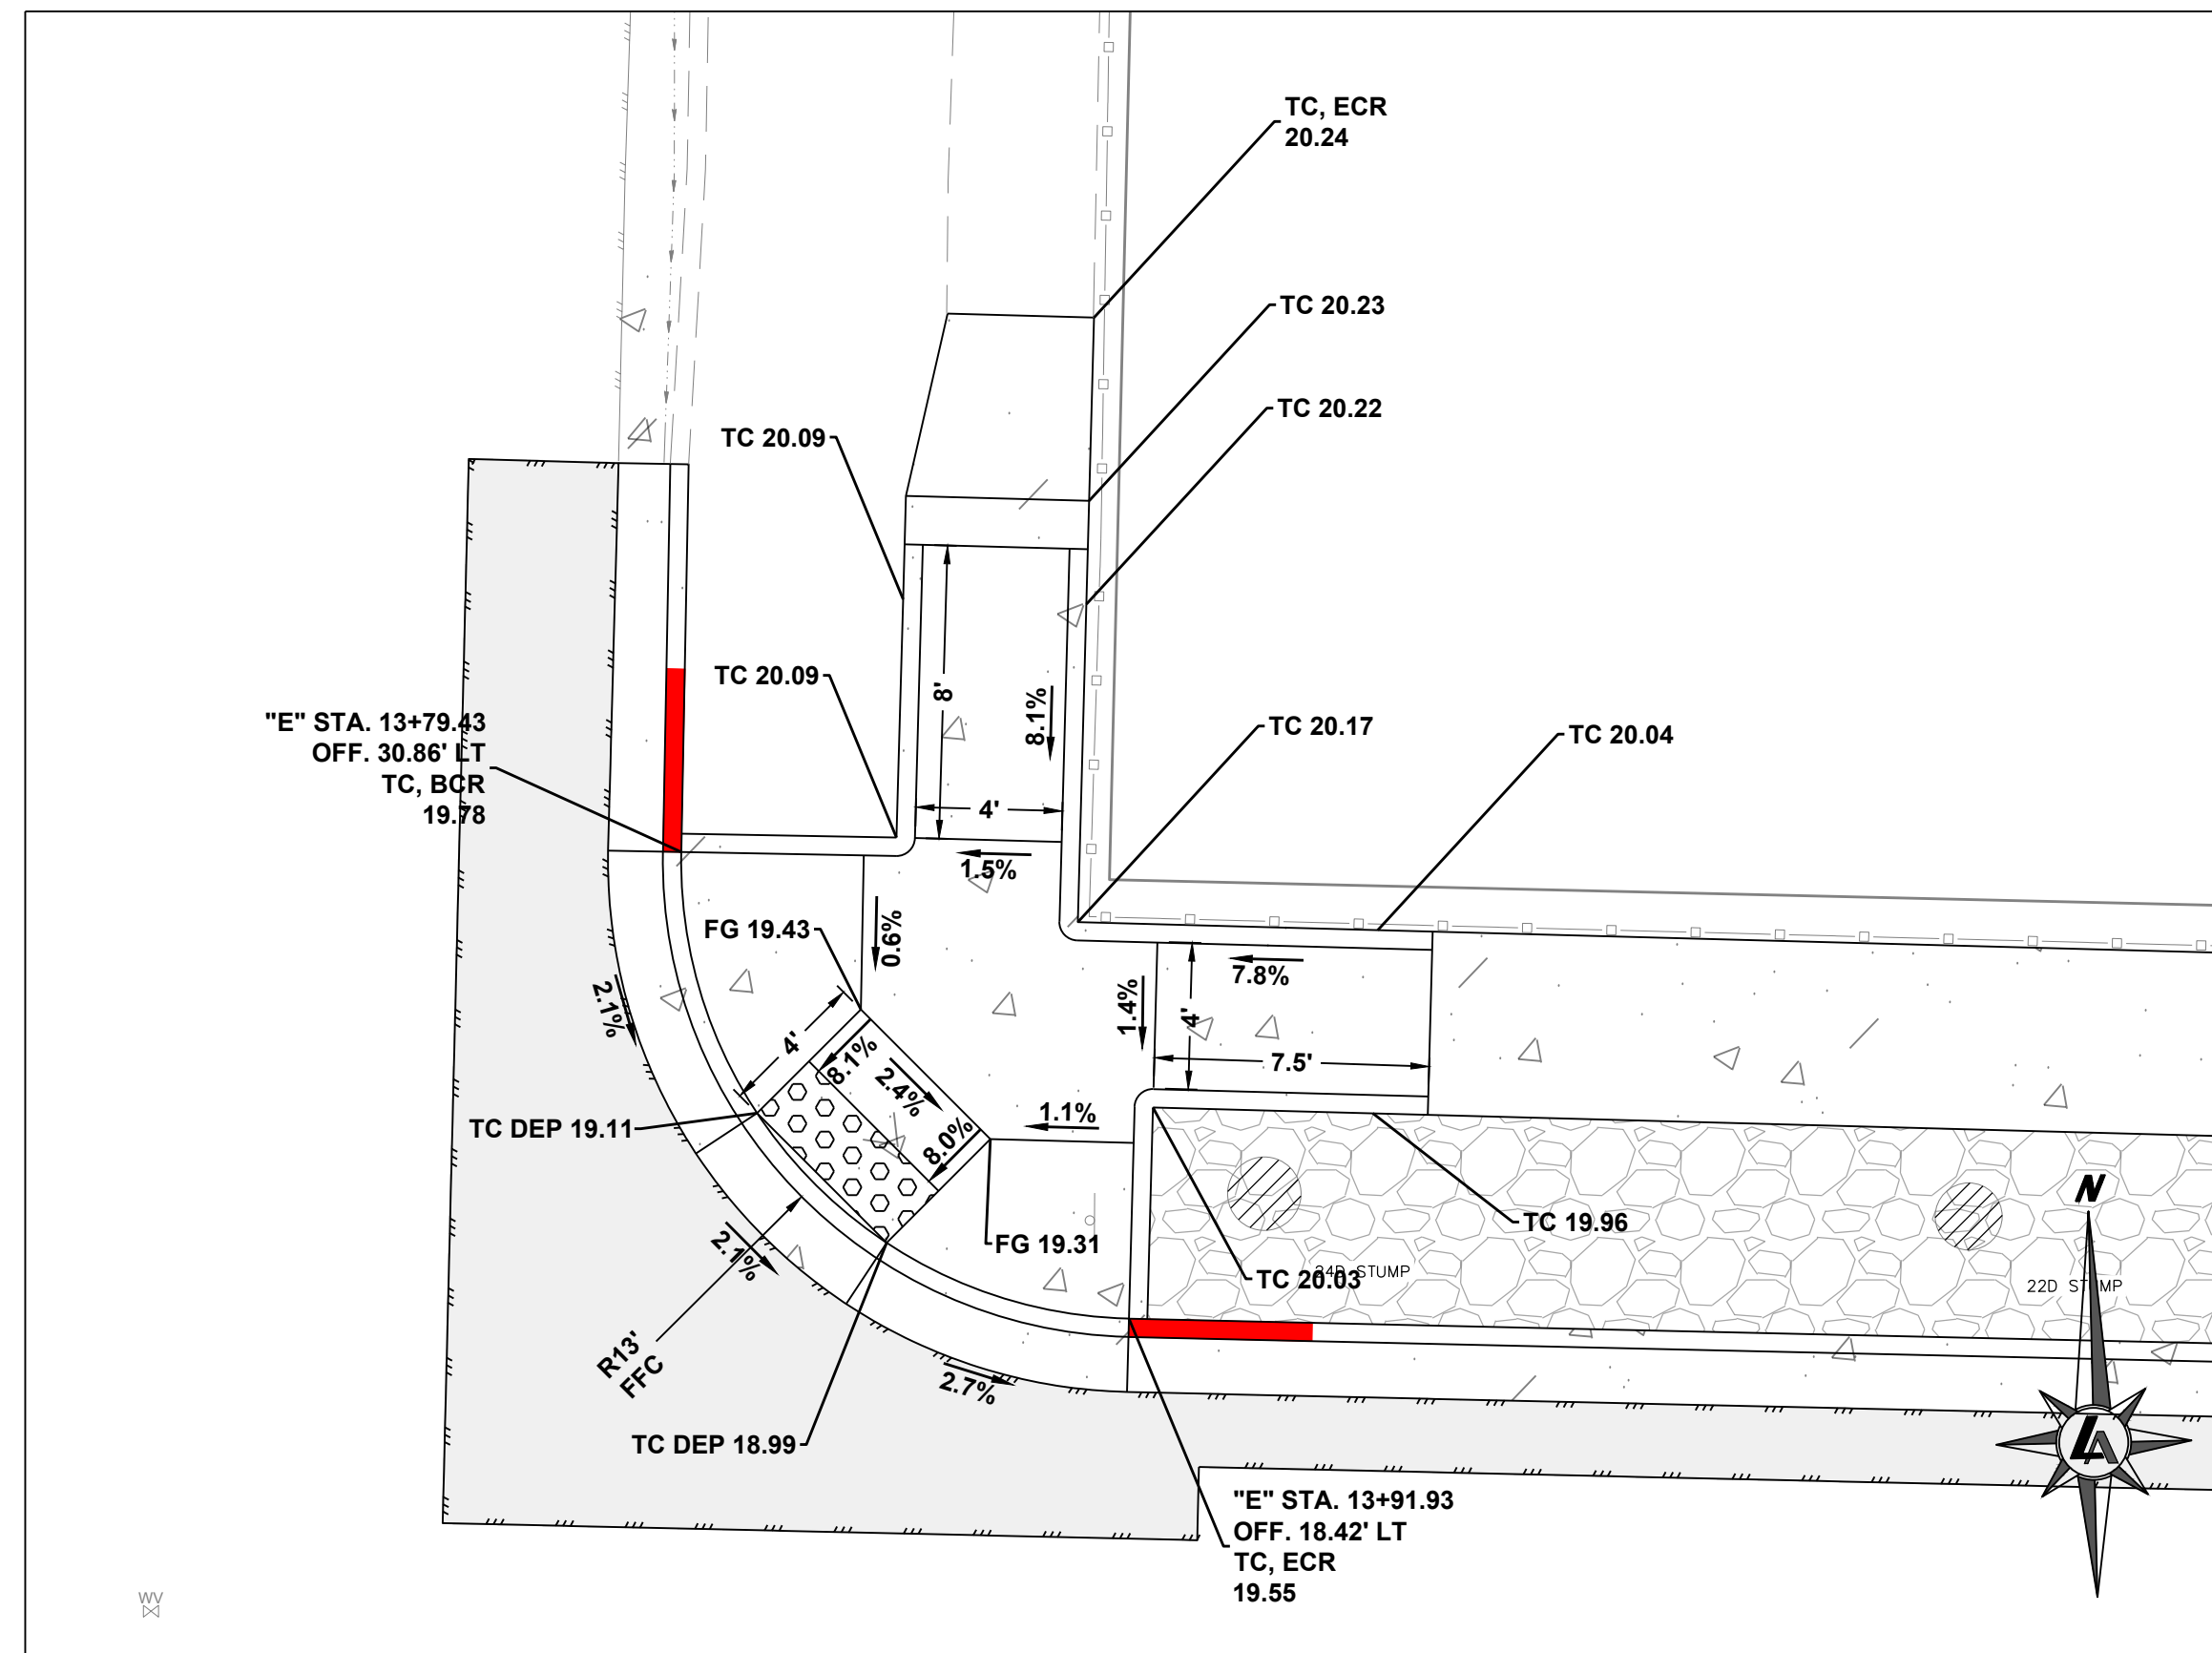 TC, ECR
20.24
TC 20.23
TC 20.22
TC 20.09
TC 20.09
8'
8.1%
TC 20.17
TC 20.04
"E" STA. 13+79.43
OFF. 30.86' LT
TC, BCR
19.78
4'
1.5%
FG 19.43
0.6%
7.8%
1.4%
4'
7.5'
2.1%
4'
8.1%
2.4%
8.0%
1.1%
TC DEP 19.11
N
TC 19.96
FG 19.31
2.1%
TC 20.03
24D STUMP
22D STUMP
R13'
FFC
2.7%
TC DEP 18.99
LA
"E" STA. 13+91.93
OFF. 18.42' LT
TC, ECR
19.55
WV